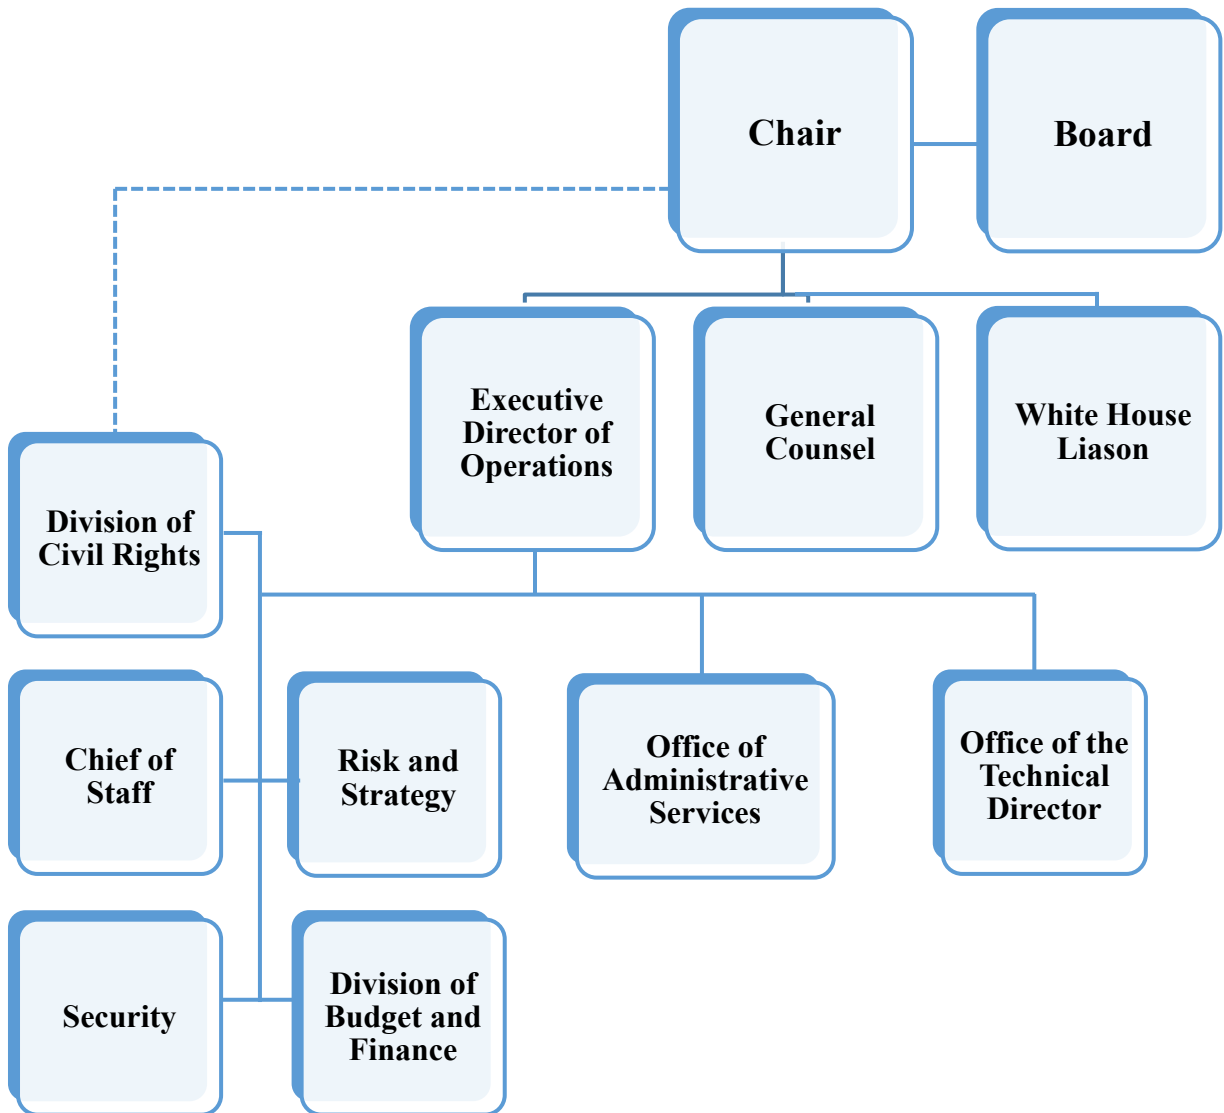 Chair
Board
Executive
Director of
Operations
General
Counsel
White House
Liason
Division of
Civil Rights
Chief of
Staff
Risk and
Strategy
Office of
Administrative
Services
Office of the
Technical
Director
Security
Division of
Budget and
Finance